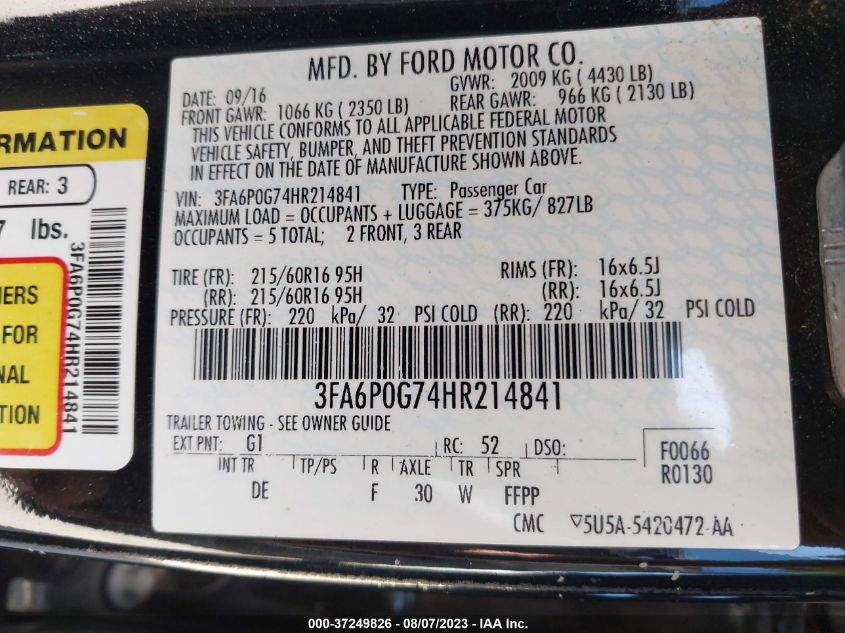 MFD. BY FORD MOTOR CO.
DATE: 09/16 GVWR: 2009 KG ( 4430 LB)
FRONT GAWR: 1066 KG ( 2350 LB) REAR GAWR: 966 KG ( 2130 LB)
THIS VEHICLE CONFORMS TO ALL APPLICABLE FEDERAL MOTOR
VEHICLE SAFETY, BUMPER, AND THEFT PREVENTION STANDARDS
IN EFFECT ON THE DATE OF MANUFACTURE SHOWN ABOVE.
VIN: 3FA6P0G74HR214841 TYPE: Passenger Car
MAXIMUM LOAD = OCCUPANTS + LUGGAGE = 375KG/ 827LB
OCCUPANTS = 5 TOTAL; 2 FRONT, 3 REAR
TIRE (FR): 215/60R16 95H RIMS (FR): 16x6.5J
(RR): 215/60R16 95H (RR): 16x6.5J
PRESSURE (FR): 220 kPa/ 32 PSI COLD (RR): 220 kPa/ 32 PSI COLD
3FA6P0G74HR214841
TRAILER TOWING - SEE OWNER GUIDE
EXT PNT: G1 RC: 52 DSO: F0066
INT TR TP/PS R AXLE TR SPR R0130
DE F 30 W FFPP
CMC ▽5U5A-5420472-AA
RMATION
REAR: 3
7 lbs.
3FA6P0G74HR214841
NERS
FOR
NAL
TION
000-37249826 - 08/07/2023 - IAA Inc.